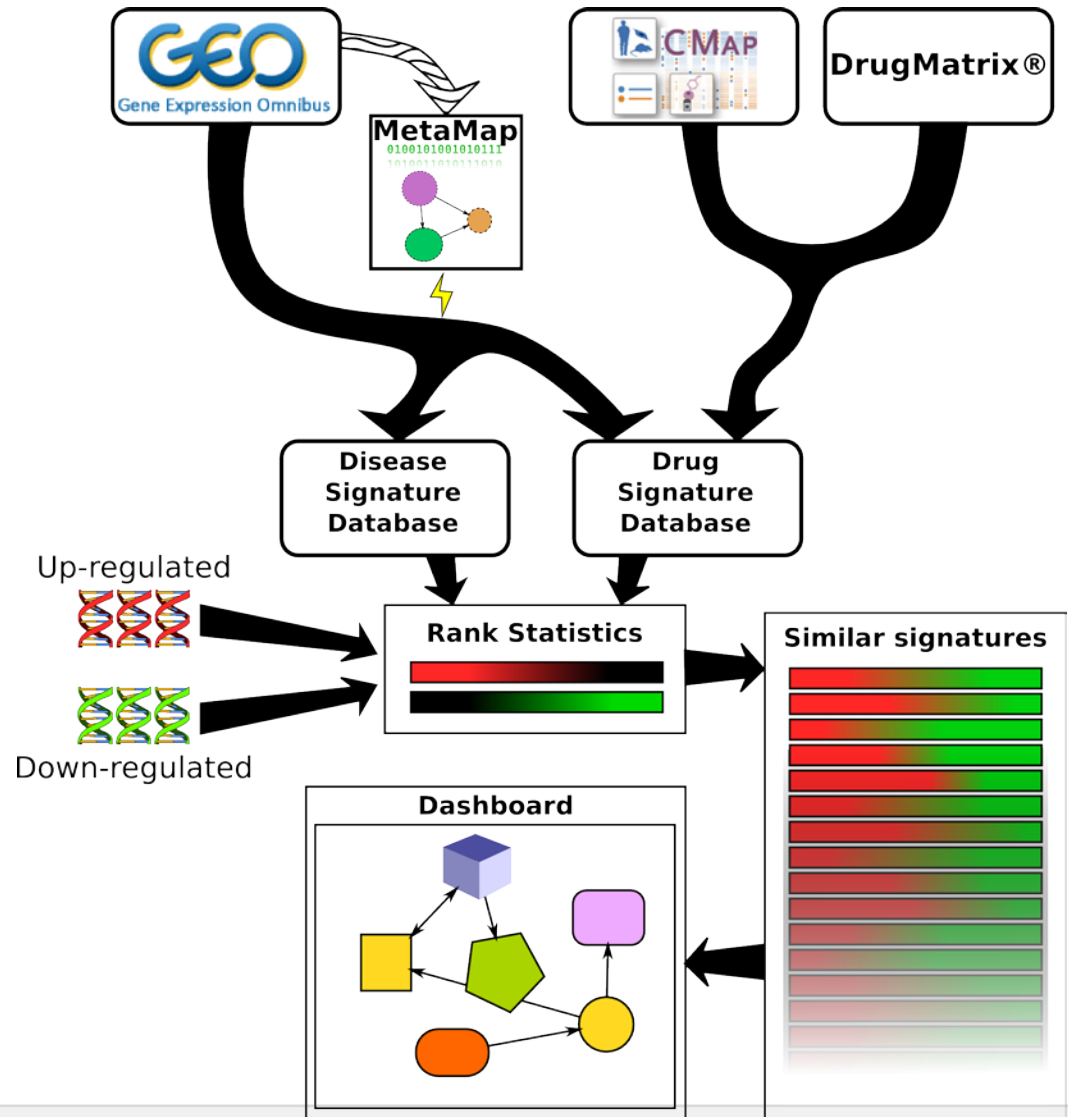 GEO
Gene Expression Omnibus
CMAP
DrugMatrix®
MetaMap
0100101001010111
1010011010111010
Disease
Signature
Database
Drug
Signature
Database
Up-regulated
Down-regulated
Rank Statistics
Similar signatures
Dashboard